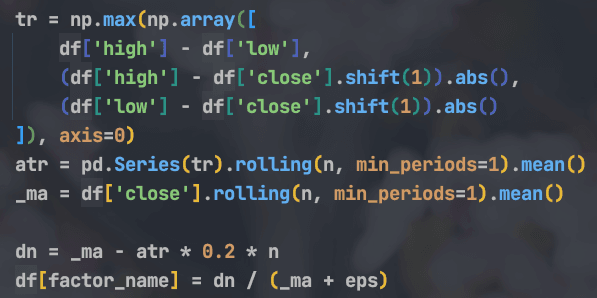 tr = np.max(np.array([
    df['high'] - df['low'],
    (df['high'] - df['close'].shift(1)).abs(),
    (df['low'] - df['close'].shift(1)).abs()
]), axis=0)
atr = pd.Series(tr).rolling(n, min_periods=1).mean()
_ma = df['close'].rolling(n, min_periods=1).mean()
dn = _ma - atr * 0.2 * n
df[factor_name] = dn / (_ma + eps)